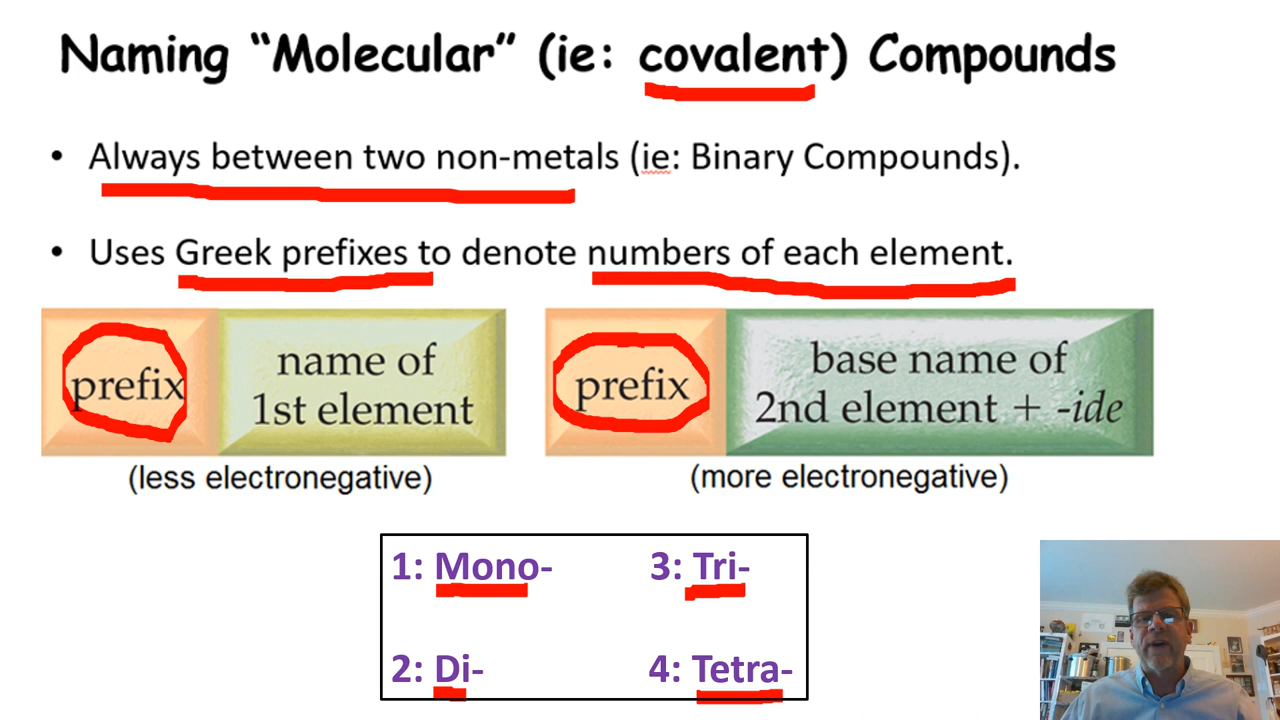 Naming “Molecular” (ie: covalent) Compounds
• Always between two non-metals (ie: Binary Compounds).
• Uses Greek prefixes to denote numbers of each element.
prefix
name of
1st element
(less electronegative)
prefix
base name of
2nd element + -ide
(more electronegative)
1: Mono-
3: Tri-
2: Di-
4: Tetra-